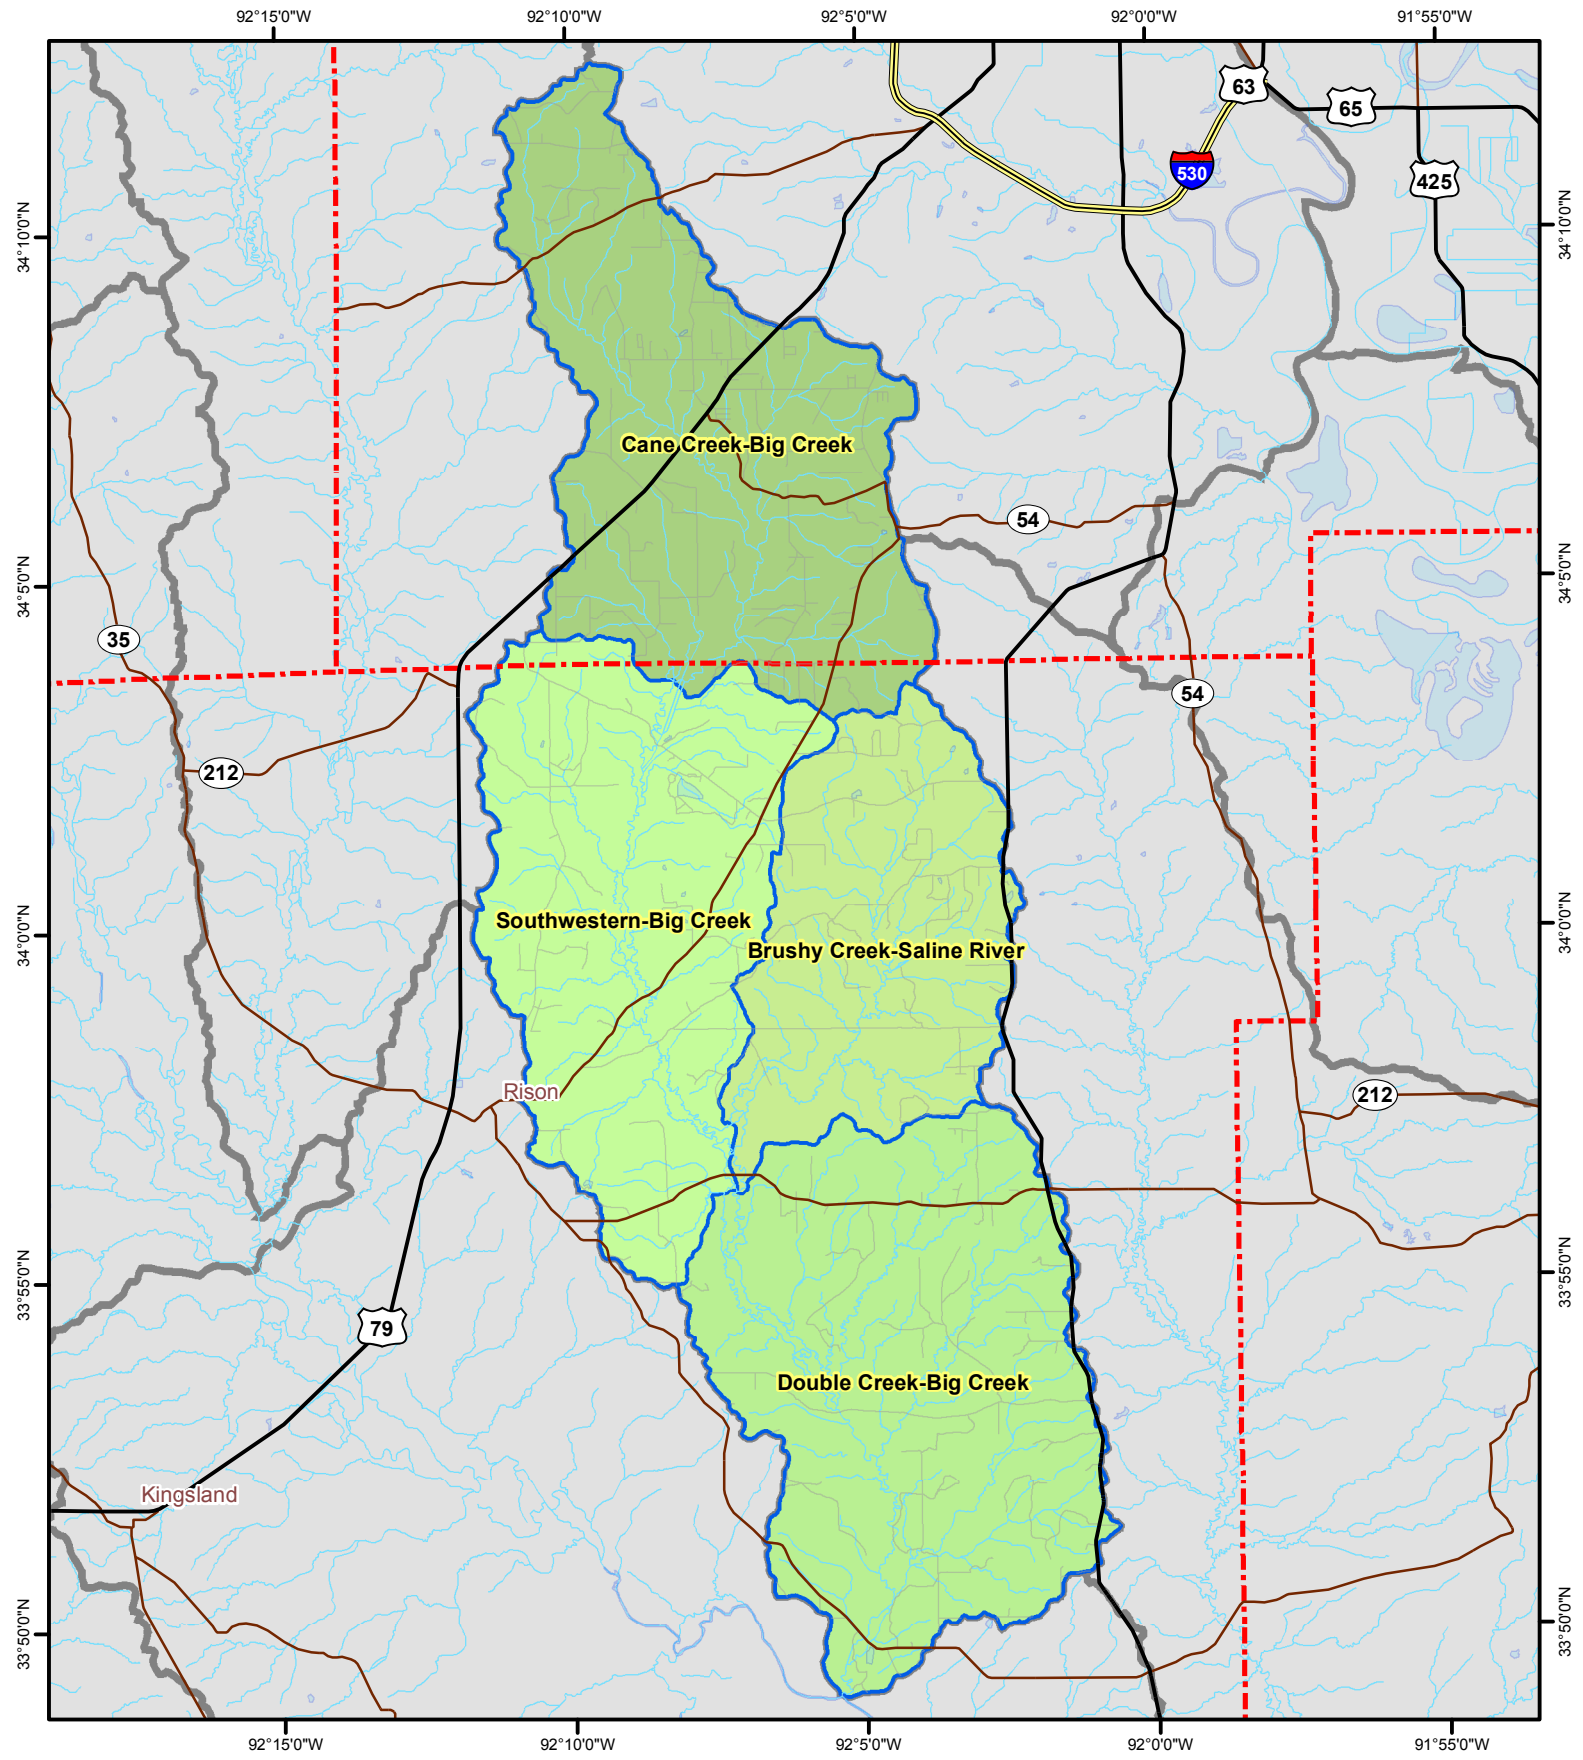 92°15'0"W
92°10'0"W
92°5'0"W
92°0'0"W
91°55'0"W
63
65
530
425
34°10'0"N
34°10'0"N
Cane Creek-Big Creek
54
34°5'0"N
34°5'0"N
35
54
212
34°0'0"N
34°0'0"N
Southwestern-Big Creek
Brushy Creek-Saline River
Rison
212
33°55'0"N
33°55'0"N
79
Double Creek-Big Creek
Kingsland
33°50'0"N
33°50'0"N
92°15'0"W
92°10'0"W
92°5'0"W
92°0'0"W
91°55'0"W